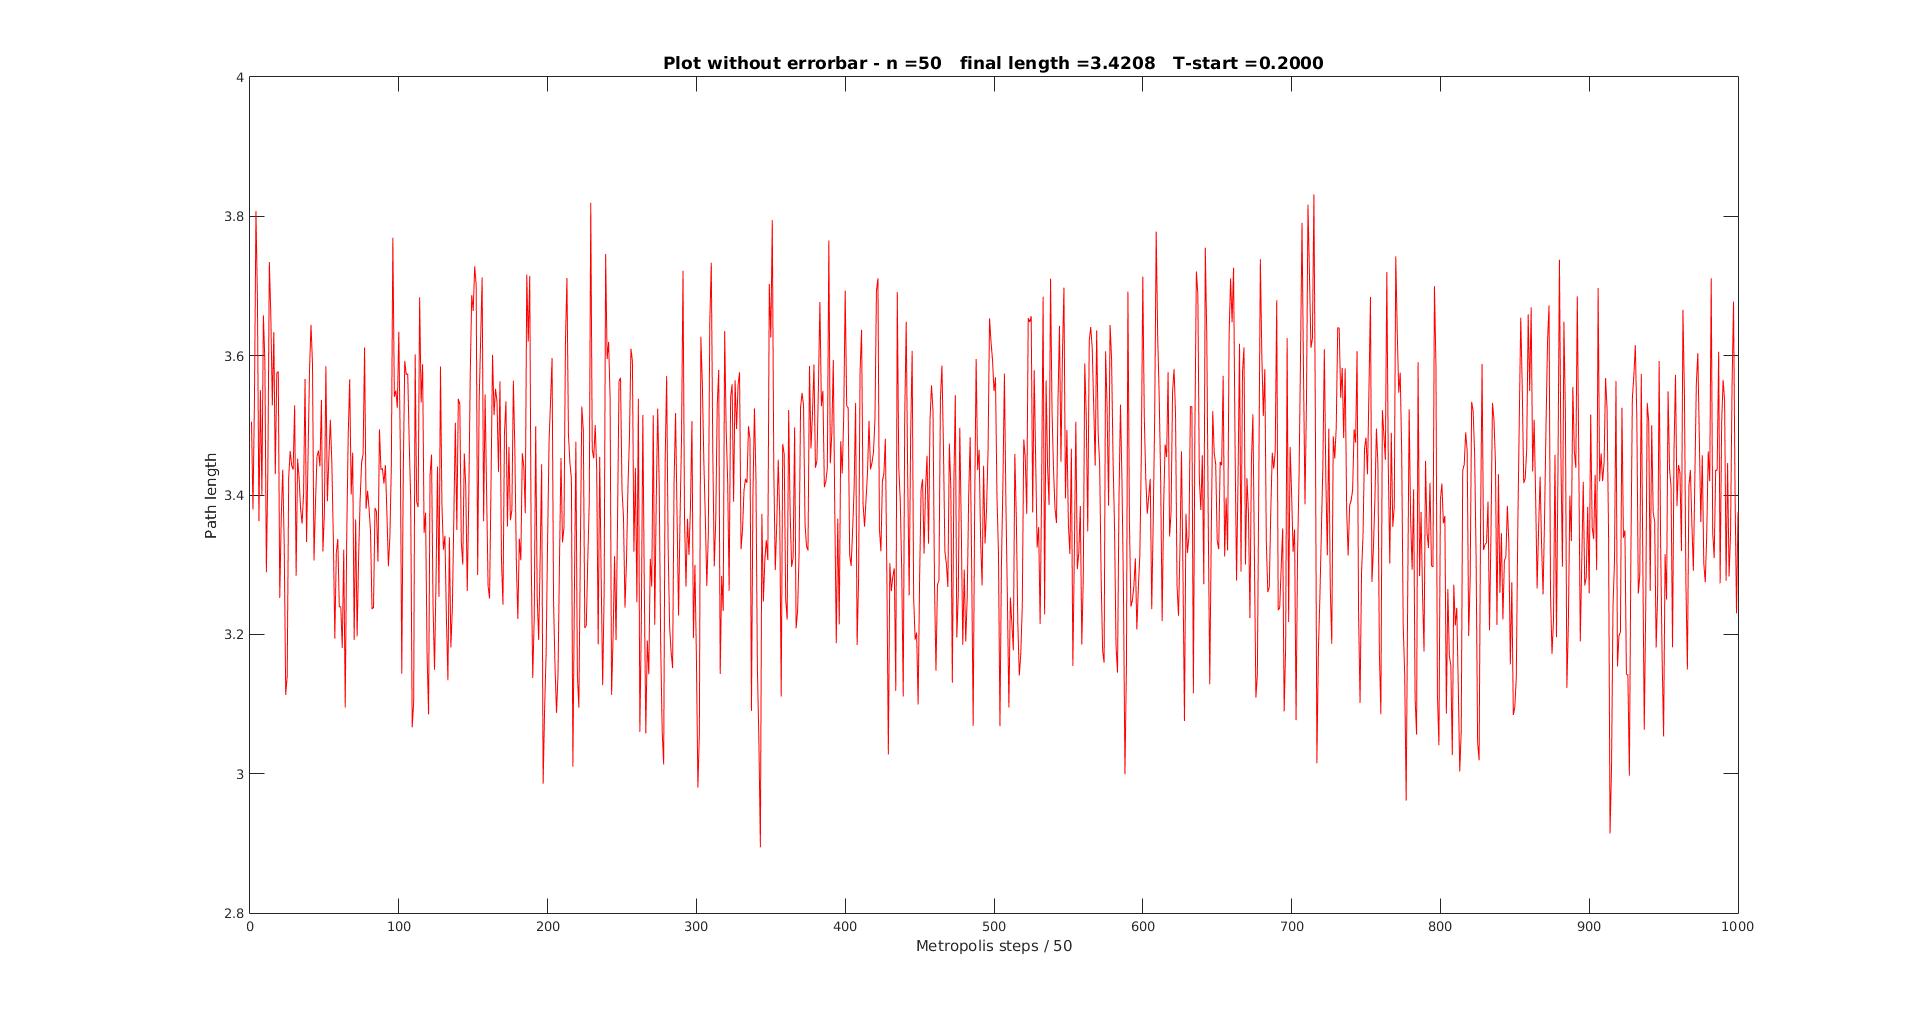 Plot without errorbar - n =50   final length =3.4208   T-start =0.2000
4
3.8
3.6
3.4
3.2
3
2.8
Path length
0 100 200 300 400 500 600 700 800 900 1000
Metropolis steps / 50